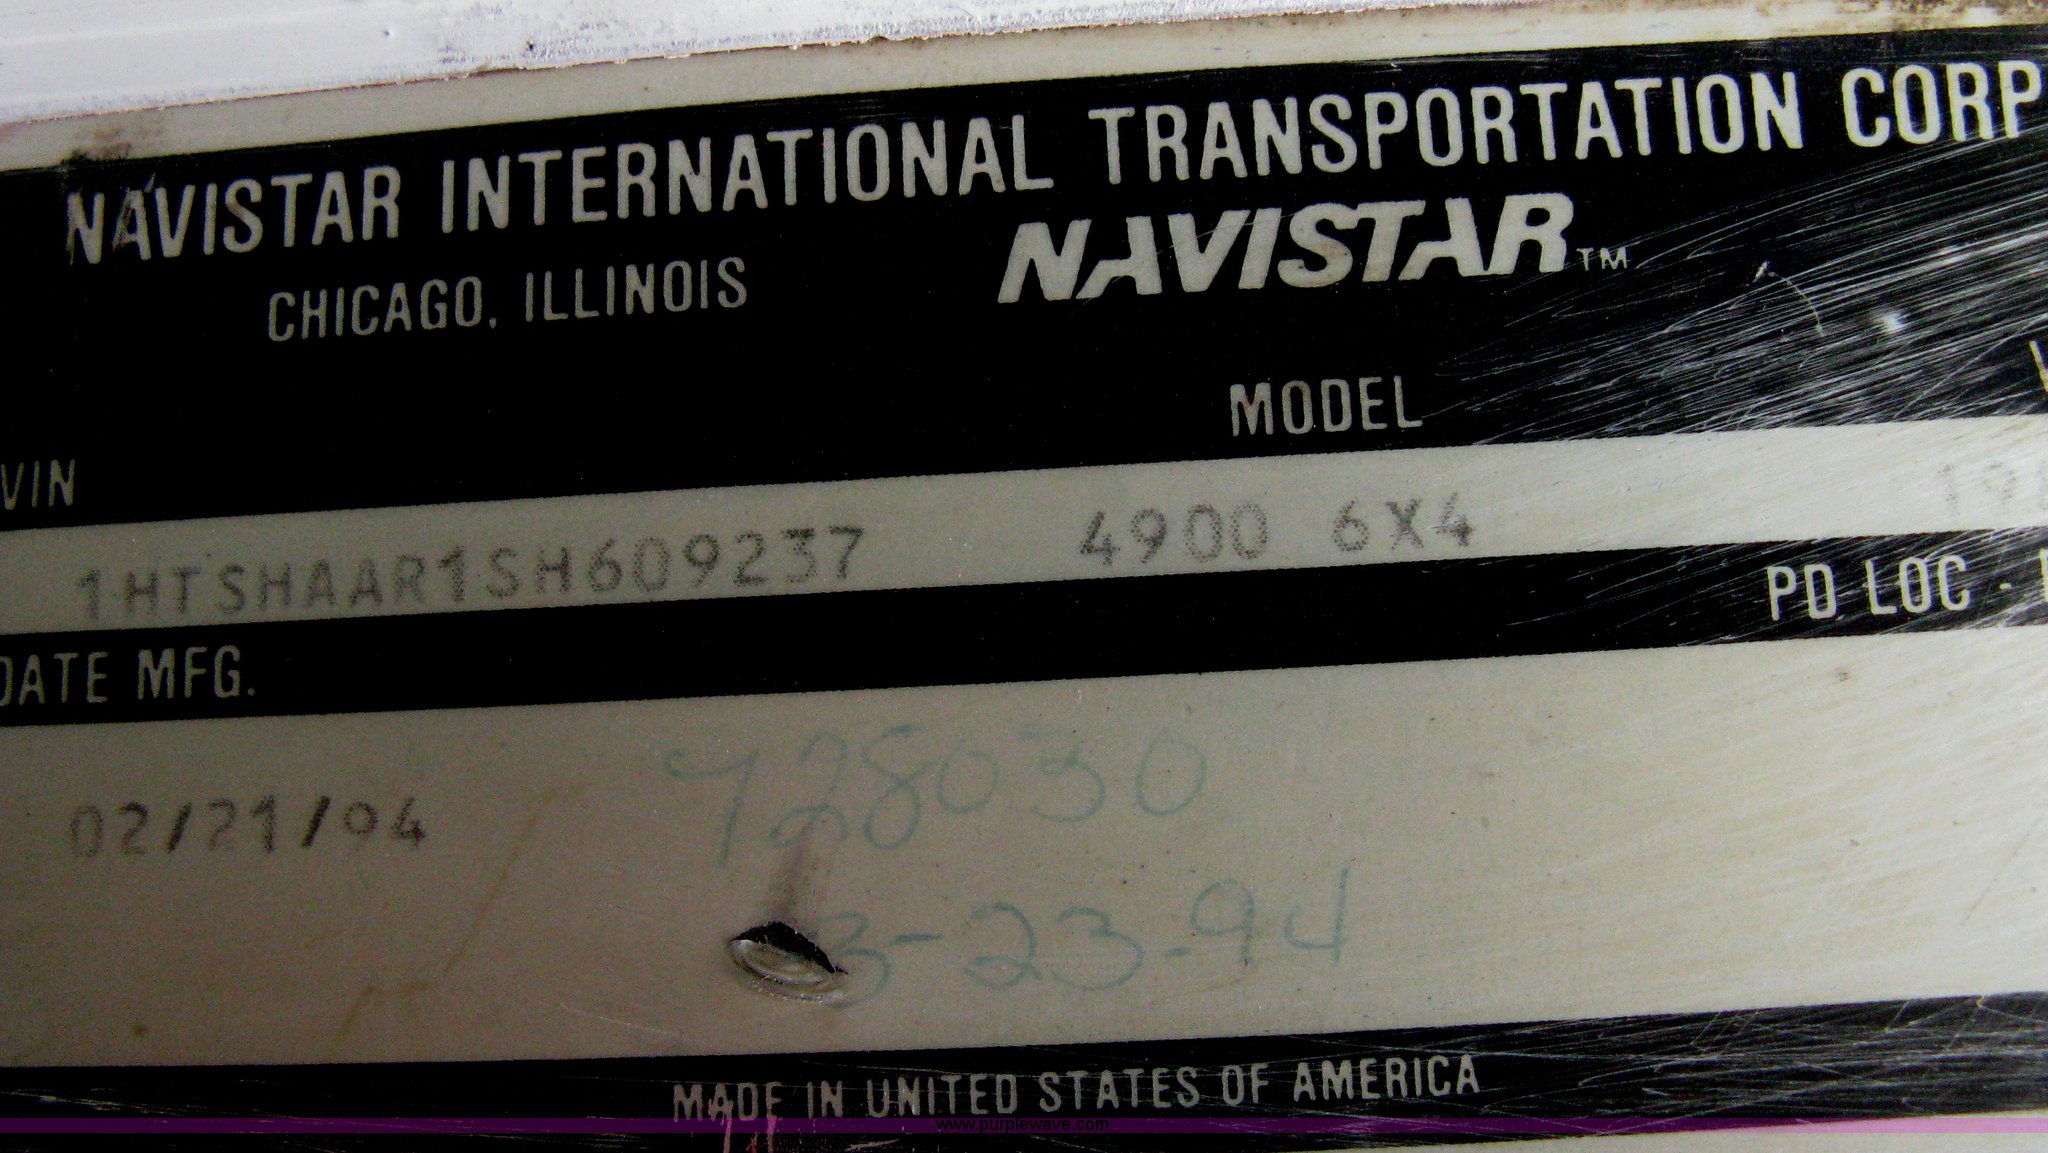 NAVISTAR INTERNATIONAL TRANSPORTATION CORP
CHICAGO, ILLINOIS
NAVISTAR™
MODEL
VIN
1HTSHAAR1SH609237 4900 6X4
PD LOC -
DATE MFG.
02/21/94
728030
3-23-94
MADE IN UNITED STATES OF AMERICA
www.purplewave.com